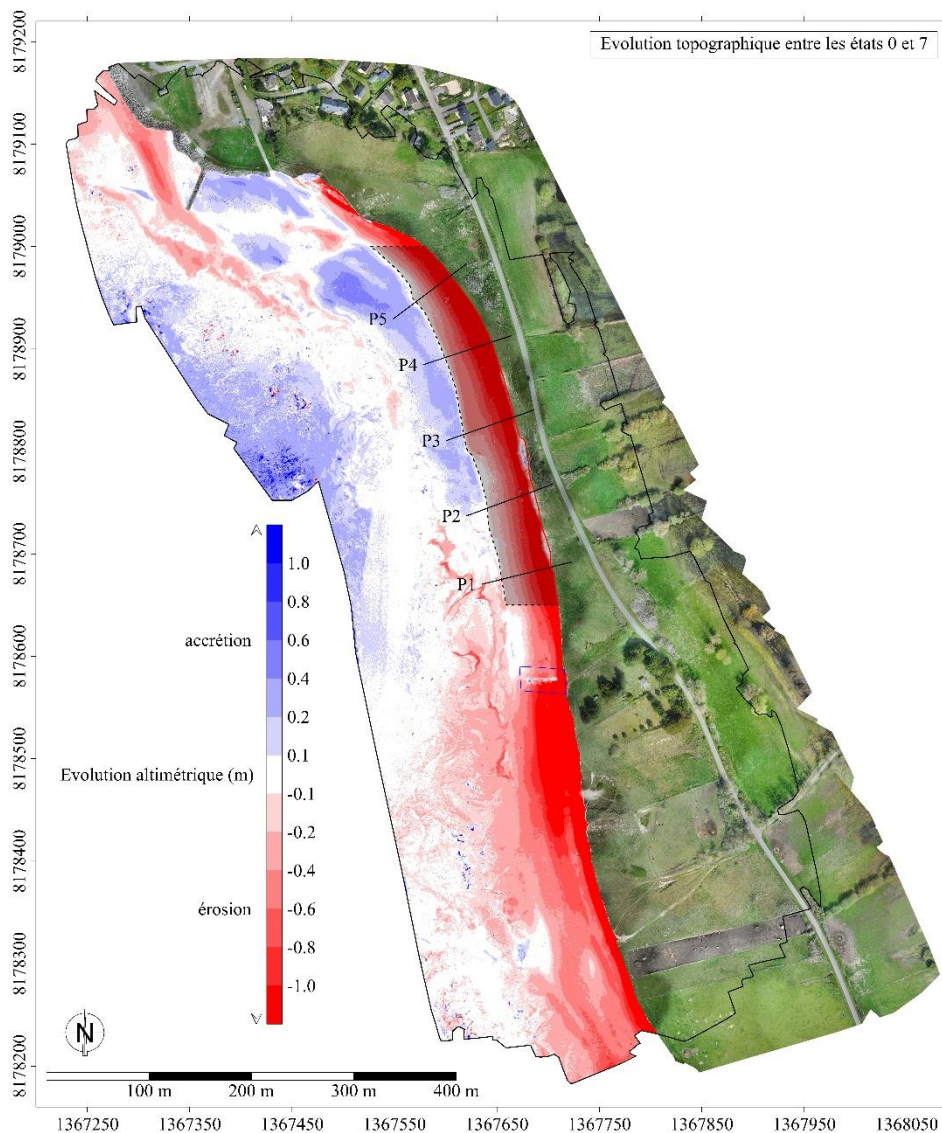 Evolution topographique entre les états 0 et 7
8179200
8179100
8179000
8178900
8178800
8178700
8178600
8178500
8178400
8178300
8178200
P5
P4
P3
P2
P1
1.0
0.8
accrétion
0.6
0.4
0.2
0.1
Evolution altimétrique (m)
-0.1
-0.2
-0.4
érosion
-0.6
-0.8
-1.0
N
100 m
200 m
300 m
400 m
1367250 1367350 1367450 1367550 1367650 1367750 1367850 1367950 1368050